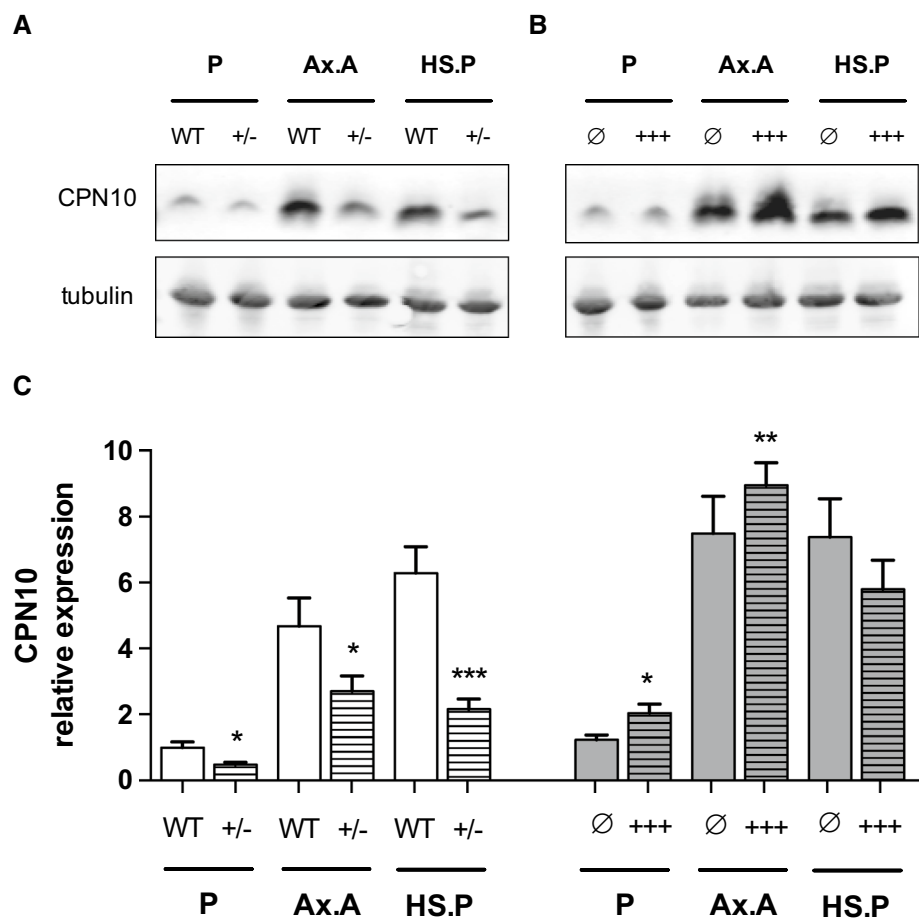 A B
P Ax.A HS.P P Ax.A HS.P
WT +/- WT +/- WT +/- ∅ +++ ∅ +++ ∅ +++
CPN10
tubulin
C
CPN10
relative expression
10
8
6
4
2
0
* * *** * **
WT +/- WT +/- WT +/- ∅ +++ ∅ +++ ∅ +++
P Ax.A HS.P P Ax.A HS.P